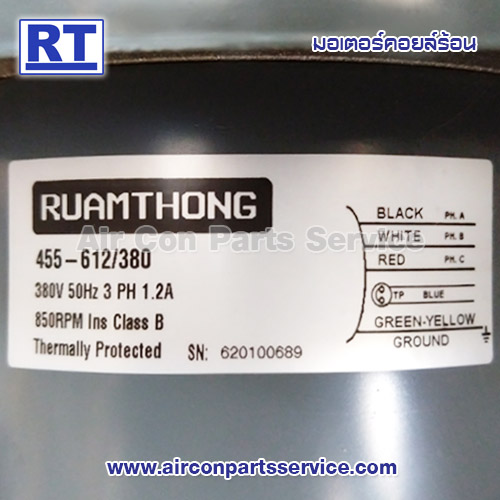 RT
มอเตอร์คอยล์ร้อน
RUAMTHONG
Air Con Parts Service
455-612/380
380V 50Hz 3 PH 1.2A
850RPM Ins Class B
Thermally Protected SN: 620100689
BLACK PH. A
WHITE PH. B
RED PH. C
TP BLUE
GREEN-YELLOW
GROUND
www.airconpartsservice.com